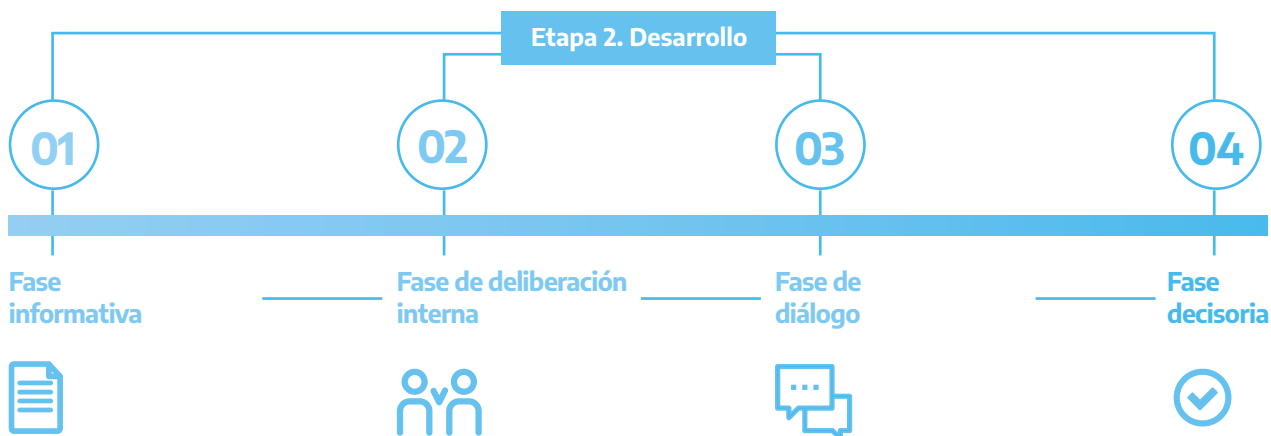 Etapa 2. Desarrollo
01
02
03
04
Fase
informativa
Fase de deliberación
interna
Fase de
diálogo
Fase
decisoria